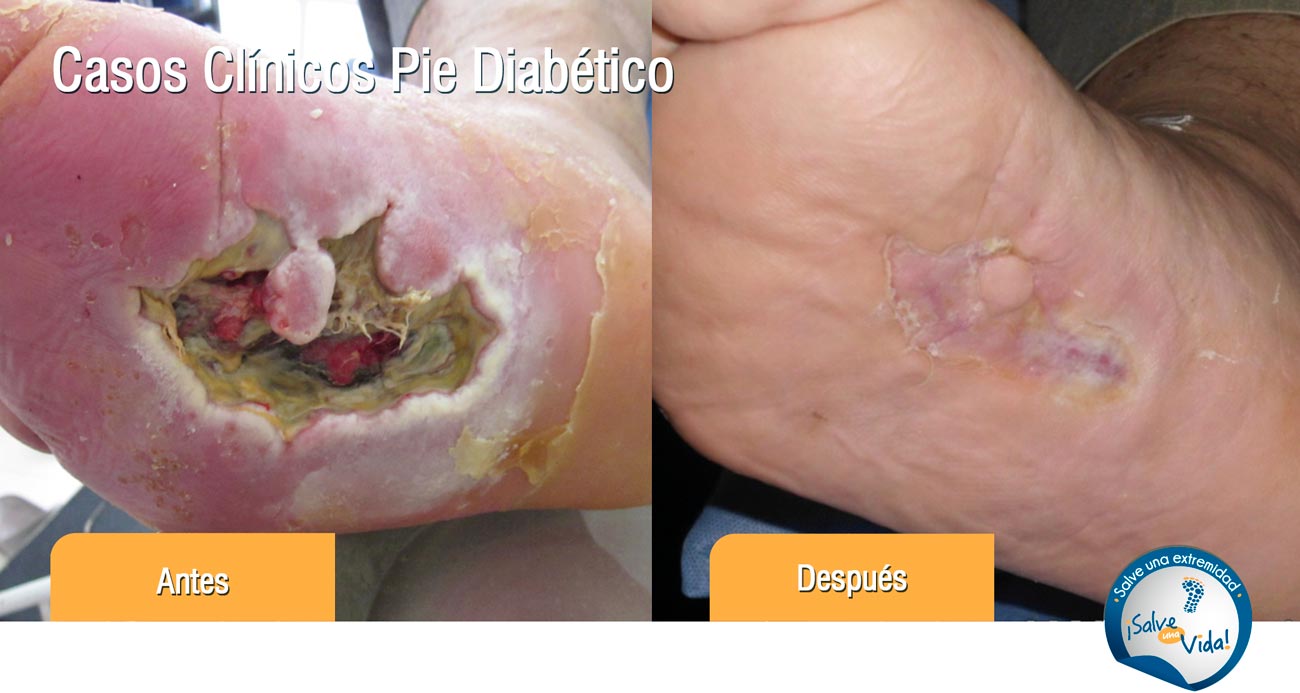 Casos Clínicos Pie Diabético
Antes
Después
· Salve una extremidad ·
¡Salve
una
Vida!